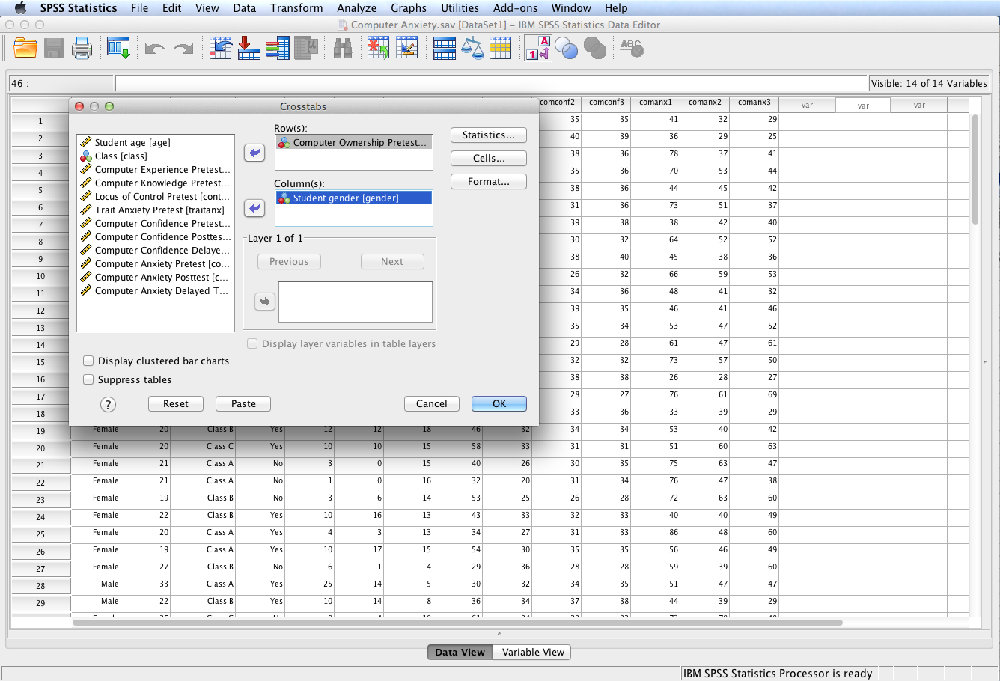 SPSS Statistics File Edit View Data Transform Analyze Graphs Utilities Add-ons Window Help
Computer Anxiety.sav [DataSet1] – IBM SPSS Statistics Data Editor
46 :
Visible: 14 of 14 Variables
Crosstabs
Student age [age]
Class [class]
Computer Experience Pretest...
Computer Knowledge Pretest...
Locus of Control Pretest [cont...
Trait Anxiety Pretest [traitanx]
Computer Confidence Pretest...
Computer Confidence Posttes...
Computer Confidence Delaye...
Computer Anxiety Pretest [co...
Computer Anxiety Posttest [c...
Computer Anxiety Delayed T...
Row(s):
Computer Ownership Pretest...
Column(s):
Student gender [gender]
Layer 1 of 1
Previous Next
Display layer variables in table layers
Statistics...
Cells...
Format...
Display clustered bar charts
Suppress tables
? Reset Paste Cancel OK
comconf2 comconf3 comanx1 comanx2 comanx3 var var var
1 35 35 41 32 29
2 40 39 36 29 25
3 38 36 78 37 41
4 35 36 70 53 44
5 38 36 44 45 42
6 31 36 73 51 37
7 39 38 38 42 40
8 30 32 64 52 52
9 38 40 45 38 36
10 26 32 66 59 53
11 34 36 48 41 32
12 39 35 46 41 46
13 35 34 53 47 52
14 29 28 61 47 61
15 32 32 73 57 50
16 38 38 26 28 27
17 28 27 76 61 69
18 33 36 33 39 29
19 Female 20 Class B Yes 12 12 18 46 32 34 34 53 40 42
20 Female 20 Class C Yes 10 10 15 58 33 31 31 51 60 63
21 Female 21 Class A No 3 0 15 40 26 30 35 75 63 47
22 Female 21 Class A No 1 0 16 32 20 31 34 76 47 38
23 Female 19 Class B No 3 6 14 53 25 26 28 72 63 60
24 Female 22 Class B Yes 10 16 13 43 33 32 33 40 40 49
25 Female 20 Class A Yes 4 3 13 34 27 31 33 86 48 60
26 Female 19 Class A Yes 10 17 15 54 30 35 35 56 46 49
27 Female 27 Class B No 6 1 4 29 36 28 28 59 39 60
28 Male 33 Class A Yes 25 14 5 30 32 34 35 51 47 47
29 Male 22 Class B Yes 10 14 8 36 34 37 38 44 39 29
Data View Variable View
IBM SPSS Statistics Processor is ready